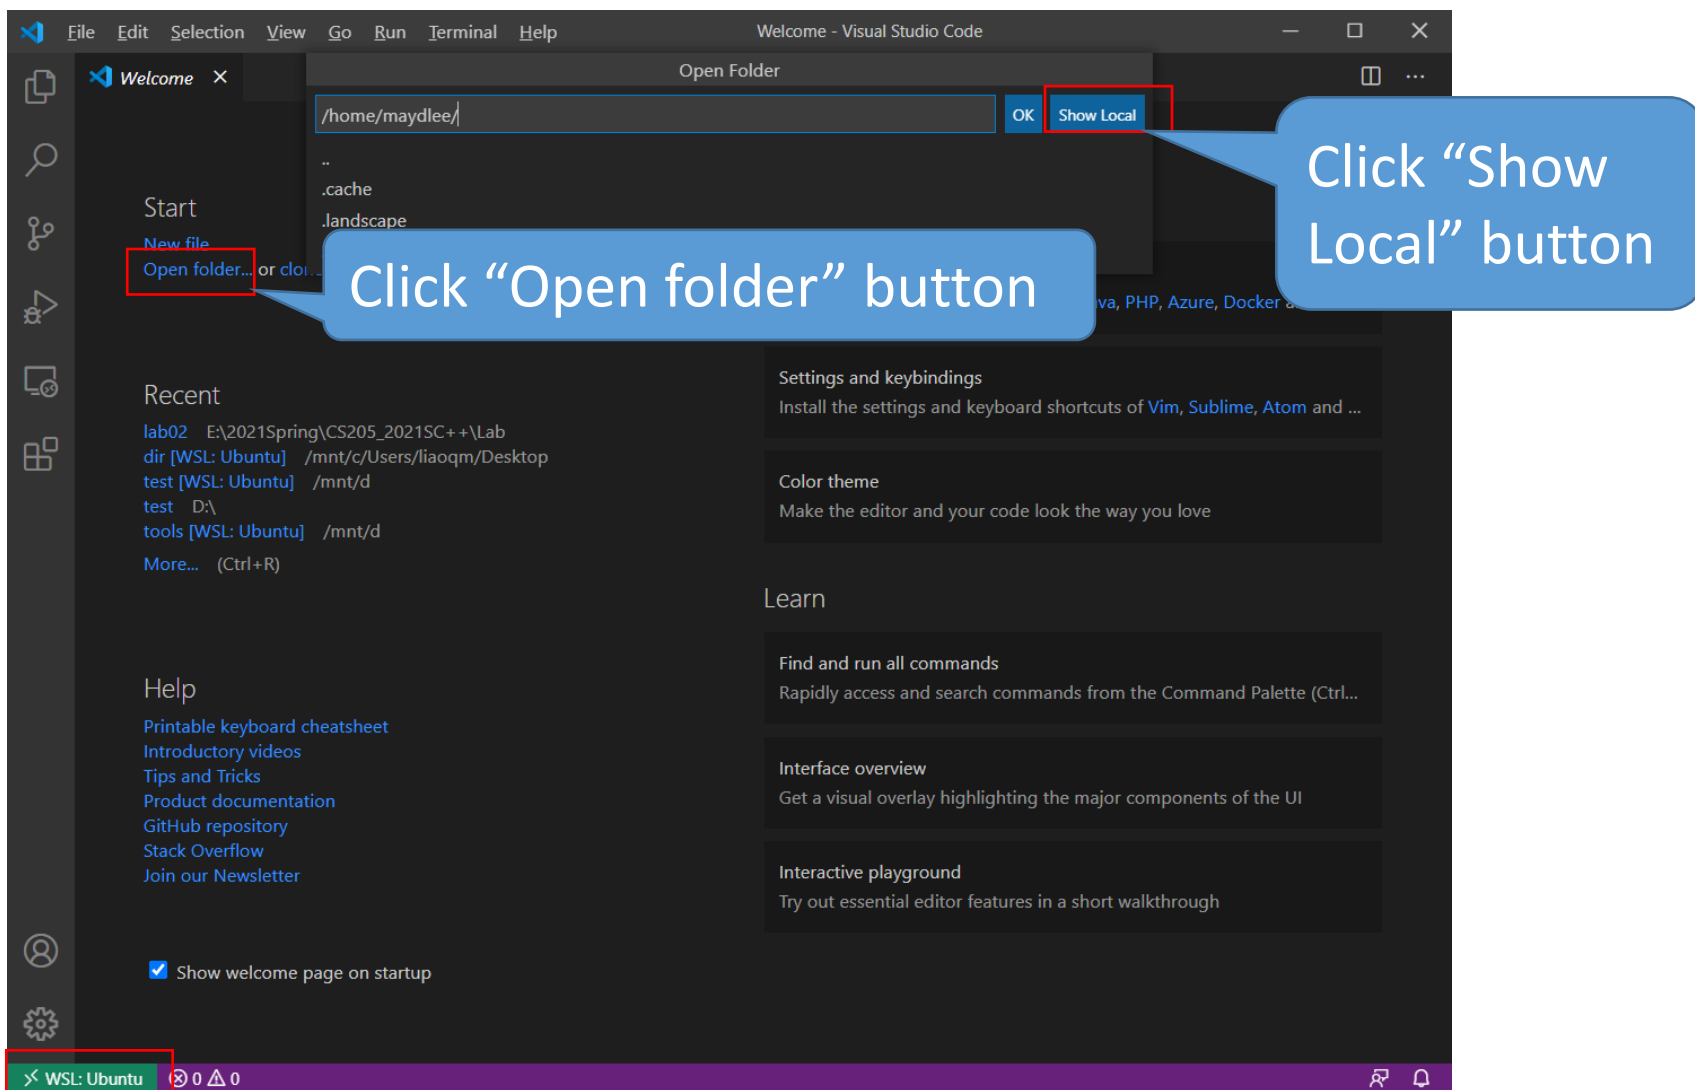 File Edit Selection View Go Run Terminal Help Welcome - Visual Studio Code
Welcome
Open Folder
/home/maydlee/ OK Show Local
..
.cache
.landscape
Click “Show
Local” button
Start
New file
Open folder... or
Click “Open folder” button
PHP, Azure, Docker
Recent
lab02 E:\2021Spring\CS205_2021SC++\Lab
dir [WSL: Ubuntu] /mnt/c/Users/liaoqm/Desktop
test [WSL: Ubuntu] /mnt/d
test D:\
tools [WSL: Ubuntu] /mnt/d
More... (Ctrl+R)
Help
Printable keyboard cheatsheet
Introductory videos
Tips and Tricks
Product documentation
GitHub repository
Stack Overflow
Join our Newsletter
Show welcome page on startup
Settings and keybindings
Install the settings and keyboard shortcuts of Vim, Sublime, Atom and ...
Color theme
Make the editor and your code look the way you love
Learn
Find and run all commands
Rapidly access and search commands from the Command Palette (Ctrl...
Interface overview
Get a visual overlay highlighting the major components of the UI
Interactive playground
Try out essential editor features in a short walkthrough
WSL: Ubuntu 0 0